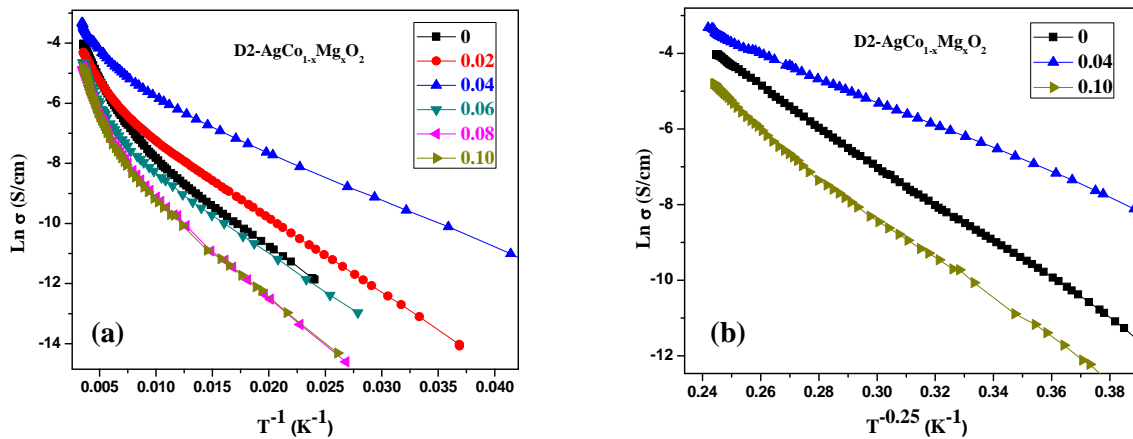 D2-AgCo1-xMgxO2
0
0.02
0.04
0.06
0.08
0.10
-4
-6
-8
-10
-12
-14
Ln σ (S/cm)
(a)
0.005 0.010 0.015 0.020 0.025 0.030 0.035 0.040
T-1 (K-1)
D2-AgCo1-xMgxO2
0
0.04
0.10
-4
-6
-8
-10
-12
Ln σ (S/cm)
(b)
0.24 0.26 0.28 0.30 0.32 0.34 0.36 0.38
T-0.25 (K-1)